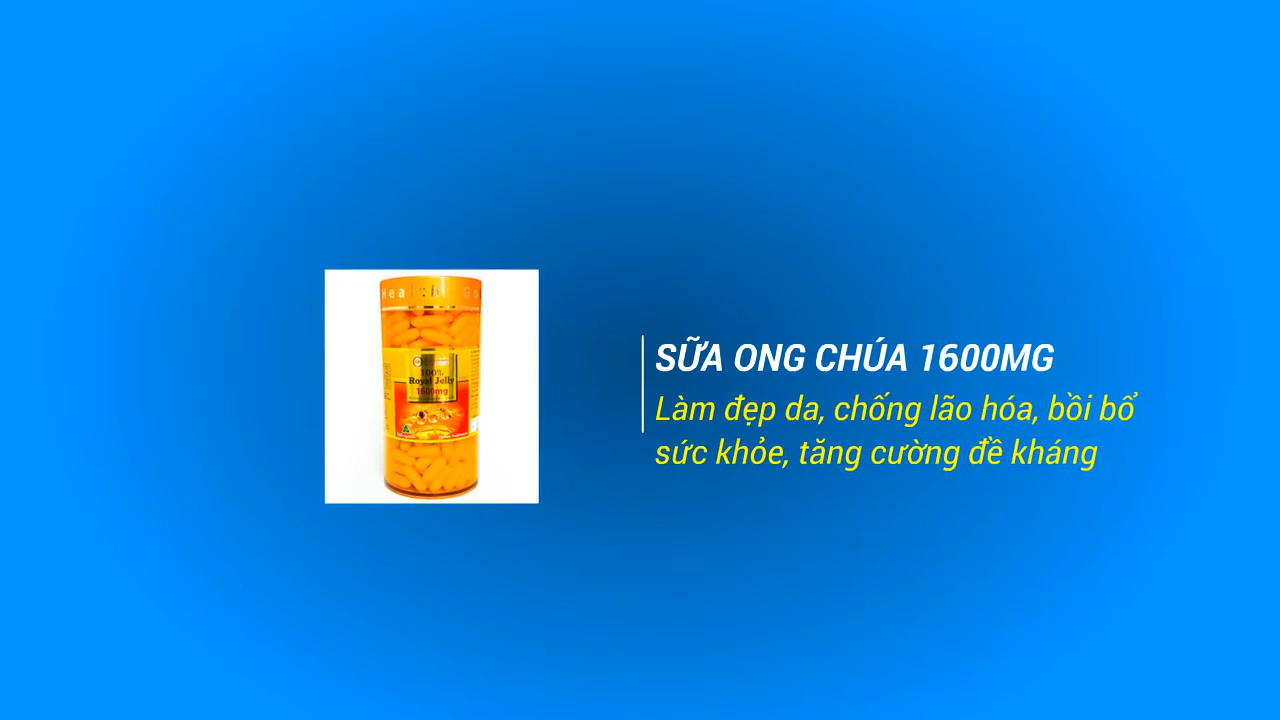 100%
Royal Jelly
1600mg
SỮA ONG CHÚA 1600MG
Làm đẹp da, chống lão hóa, bồi bổ
sức khỏe, tăng cường đề kháng